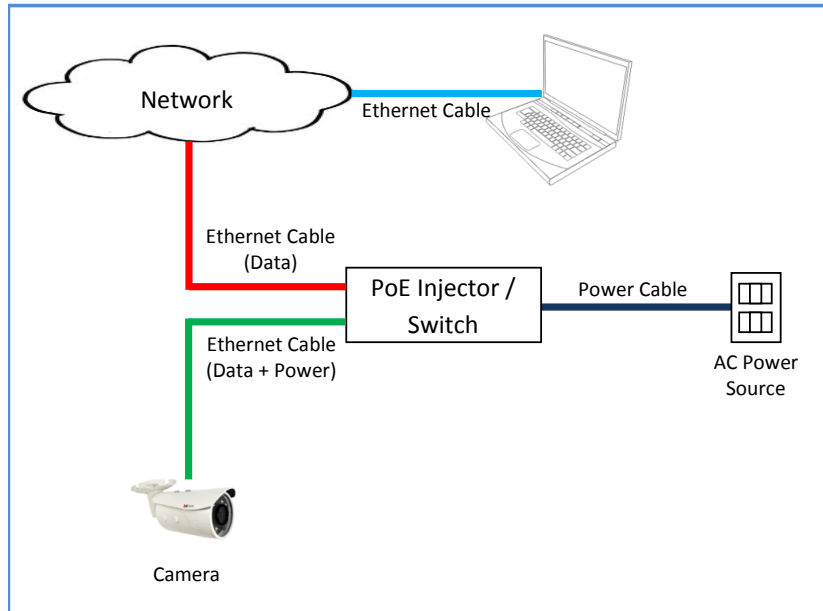 Network
Ethernet Cable
Ethernet Cable
(Data)
PoE Injector /
Switch
Power Cable
Ethernet Cable
(Data + Power)
AC Power
Source
Camera